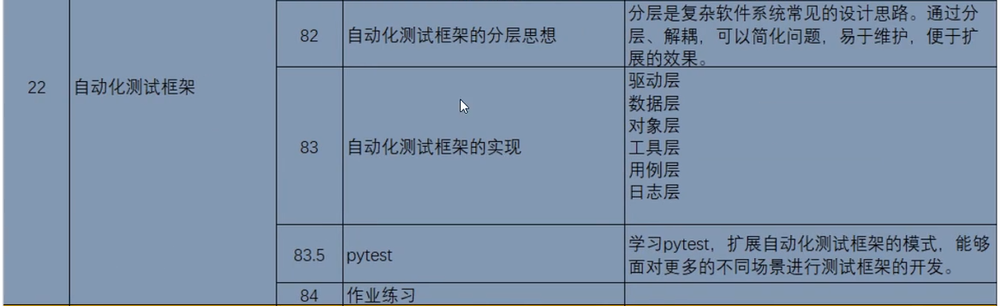 82
自动化测试框架的分层思想
分层是复杂软件系统常见的设计思路。通过分
层、解耦，可以简化问题，易于维护，便于扩
展的效果。
22
自动化测试框架
83
自动化测试框架的实现
驱动层
数据层
对象层
工具层
用例层
日志层
83.5
pytest
学习pytest，扩展自动化测试框架的模式，能够
面对更多的不同场景进行测试框架的开发。
84
作业练习